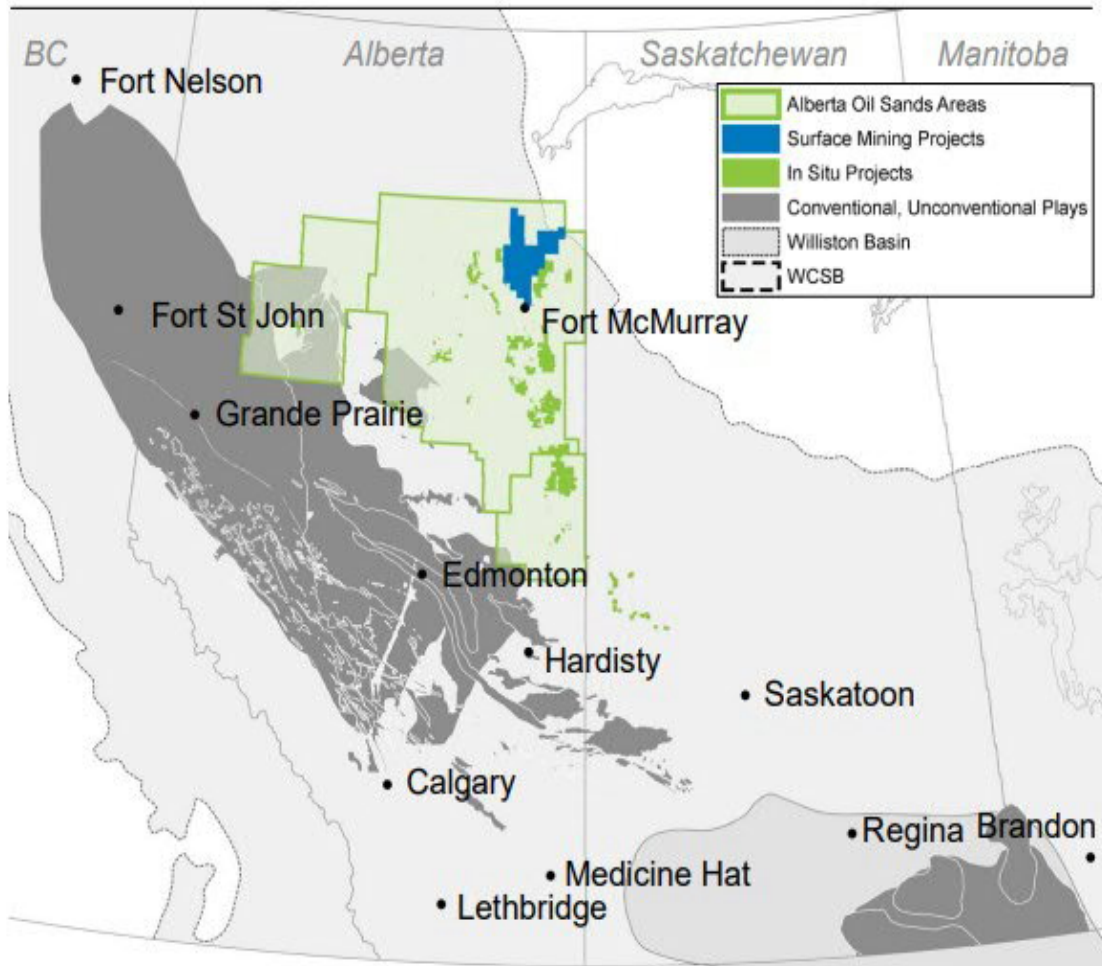 BC
Alberta
Saskatchewan
Manitoba
Fort Nelson
Alberta Oil Sands Areas
Surface Mining Projects
In Situ Projects
Conventional, Unconventional Plays
Williston Basin
WCSB
Fort St John
Fort McMurray
Grande Prairie
Edmonton
Hardisty
Saskatoon
Calgary
Regina
Brandon
Medicine Hat
Lethbridge